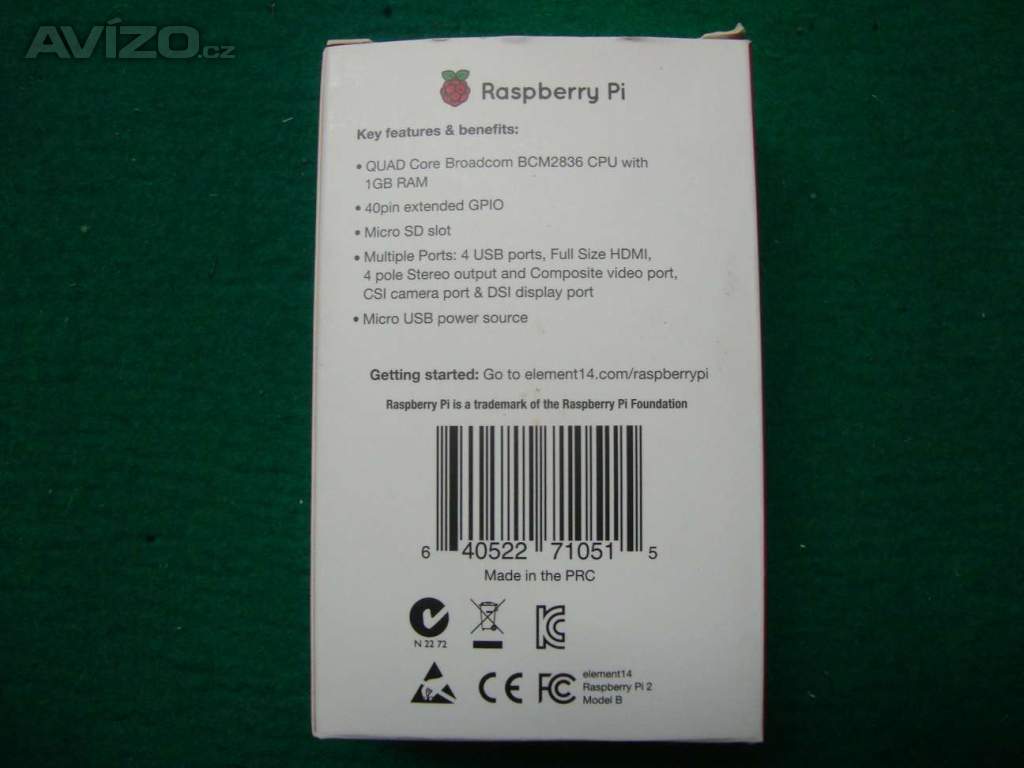 AVÍZO.cz
Raspberry Pi
Key features & benefits:
• QUAD Core Broadcom BCM2836 CPU with
1GB RAM
• 40pin extended GPIO
• Micro SD slot
• Multiple Ports: 4 USB ports, Full Size HDMI,
4 pole Stereo output and Composite video port,
CSI camera port & DSI display port
• Micro USB power source
Getting started: Go to element14.com/raspberrypi
Raspberry Pi is a trademark of the Raspberry Pi Foundation
6 40522 71051 5
Made in the PRC
N 22 72
CE FC element14
Raspberry Pi 2
Model B